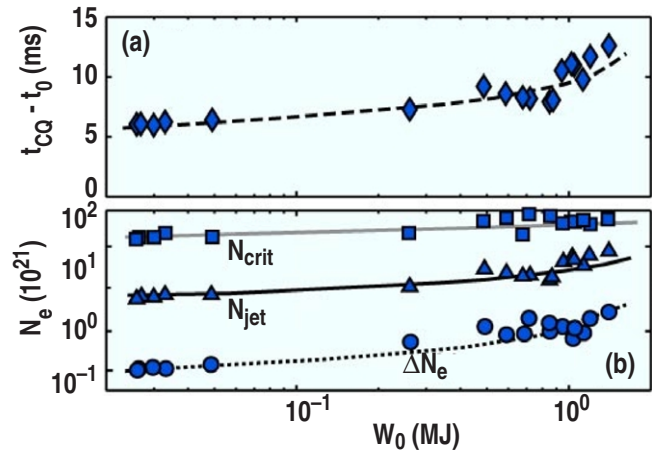 15
(a)
10
5
0
t_CQ - t_0 (ms)
10^2
N_crit
10^1
N_jet
10^0
ΔN_e
(b)
10^−1
N_e (10^21)
10^−1
10^0
W_0 (MJ)